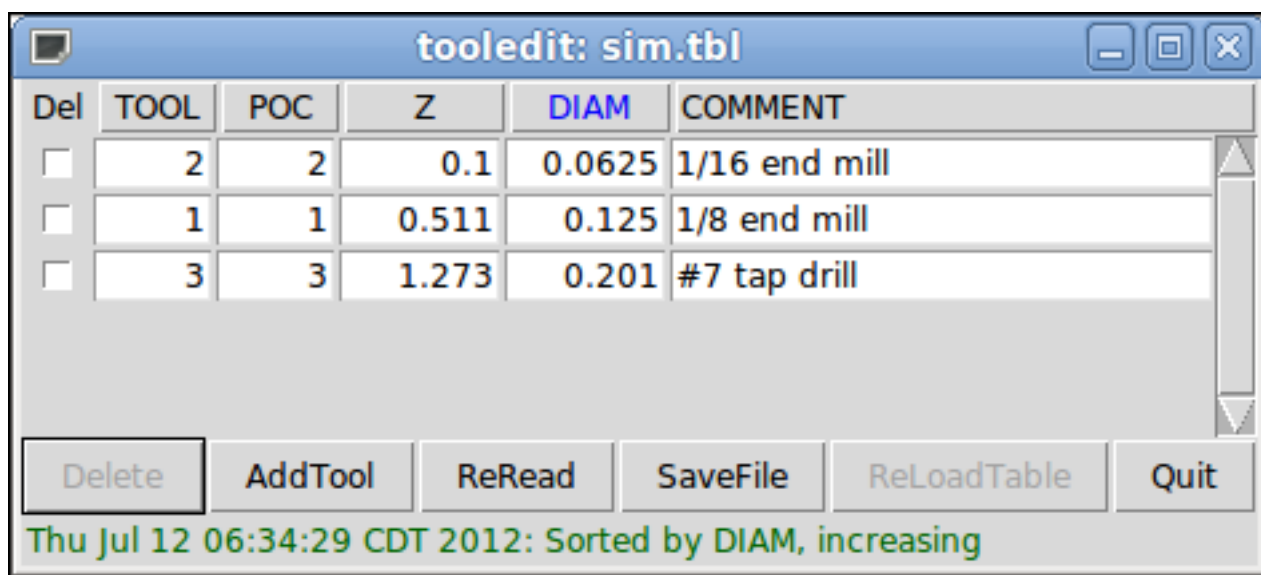 tooledit: sim.tbl
Del TOOL POC Z DIAM COMMENT
2 2 0.1 0.0625 1/16 end mill
1 1 0.511 0.125 1/8 end mill
3 3 1.273 0.201 #7 tap drill
Delete AddTool ReRead SaveFile ReLoadTable Quit
Thu Jul 12 06:34:29 CDT 2012: Sorted by DIAM, increasing